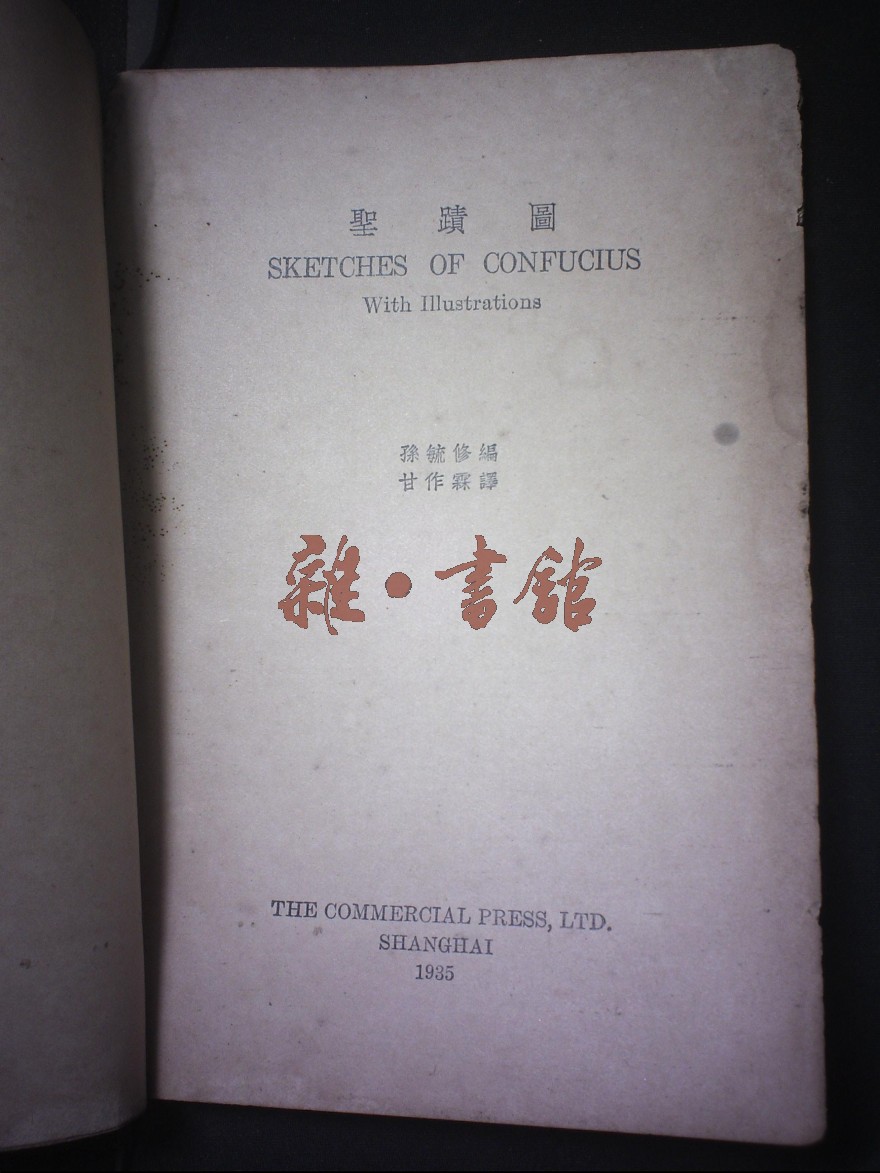 聖蹟圖
SKETCHES OF CONFUCIUS
With Illustrations
孫毓修編
甘作霖譯
雜·書館
THE COMMERCIAL PRESS, LTD.
SHANGHAI
1935